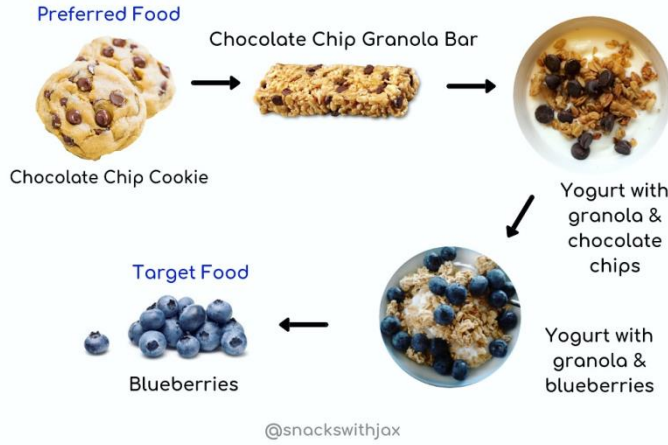 Preferred Food
Chocolate Chip Granola Bar
Chocolate Chip Cookie
Yogurt with
granola &
chocolate
chips
Target Food
Yogurt with
granola &
blueberries
Blueberries
@snackswithjax